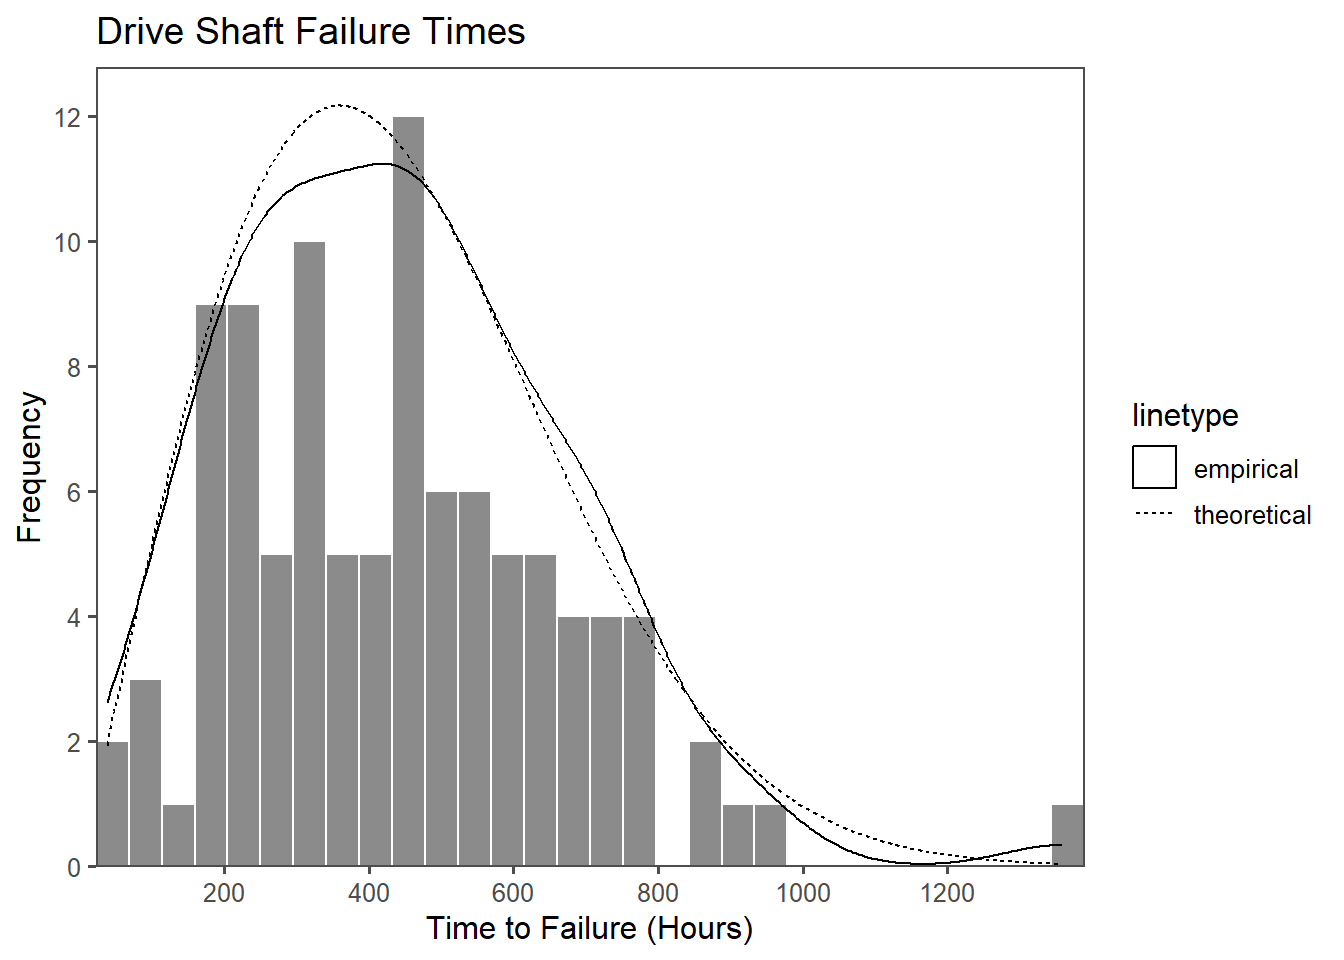 Drive Shaft Failure Times
12
10
8
6
4
2
0
Frequency
200 400 600 800 1000 1200
Time to Failure (Hours)
linetype
empirical
theoretical